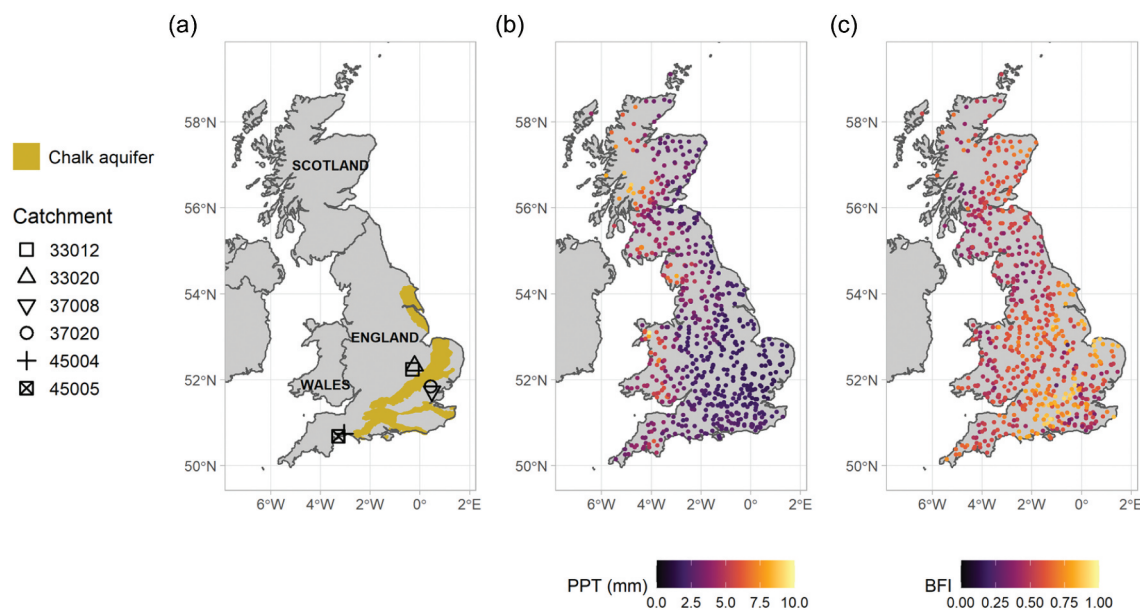 (a)
(b)
(c)
Chalk aquifer
Catchment
33012
33020
37008
37020
45004
45005
58°N
56°N
54°N
52°N
50°N
SCOTLAND
ENGLAND
WALES
6°W 4°W 2°W 0° 2°E
58°N
56°N
54°N
52°N
50°N
6°W 4°W 2°W 0° 2°E
58°N
56°N
54°N
52°N
50°N
6°W 4°W 2°W 0° 2°E
PPT (mm)
0.0 2.5 5.0 7.5 10.0
BFI
0.00 0.25 0.50 0.75 1.00